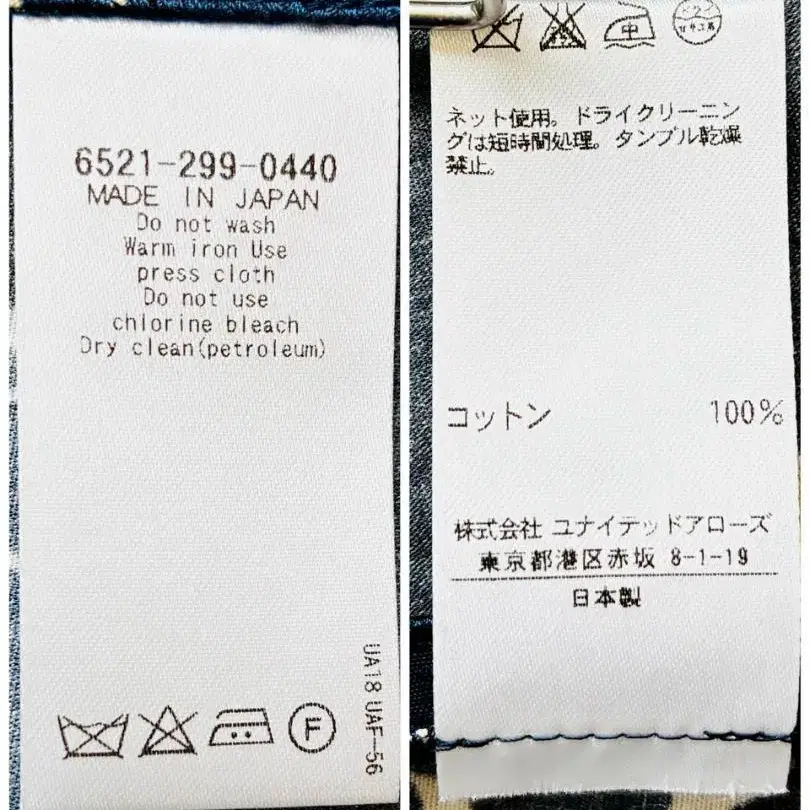 6521-299-0440
MADE IN JAPAN
Do not wash
Warm iron Use
press cloth
Do not use
chlorine bleach
Dry clean(petroleum)
UA18 UAF-56
F
中
ネット使用。ドライクリーニン
グは短時間処理。タンブル乾燥
禁止。
コットン 100%
株式会社 ユナイテッドアローズ
東京都港区赤坂 8-1-19
日本製